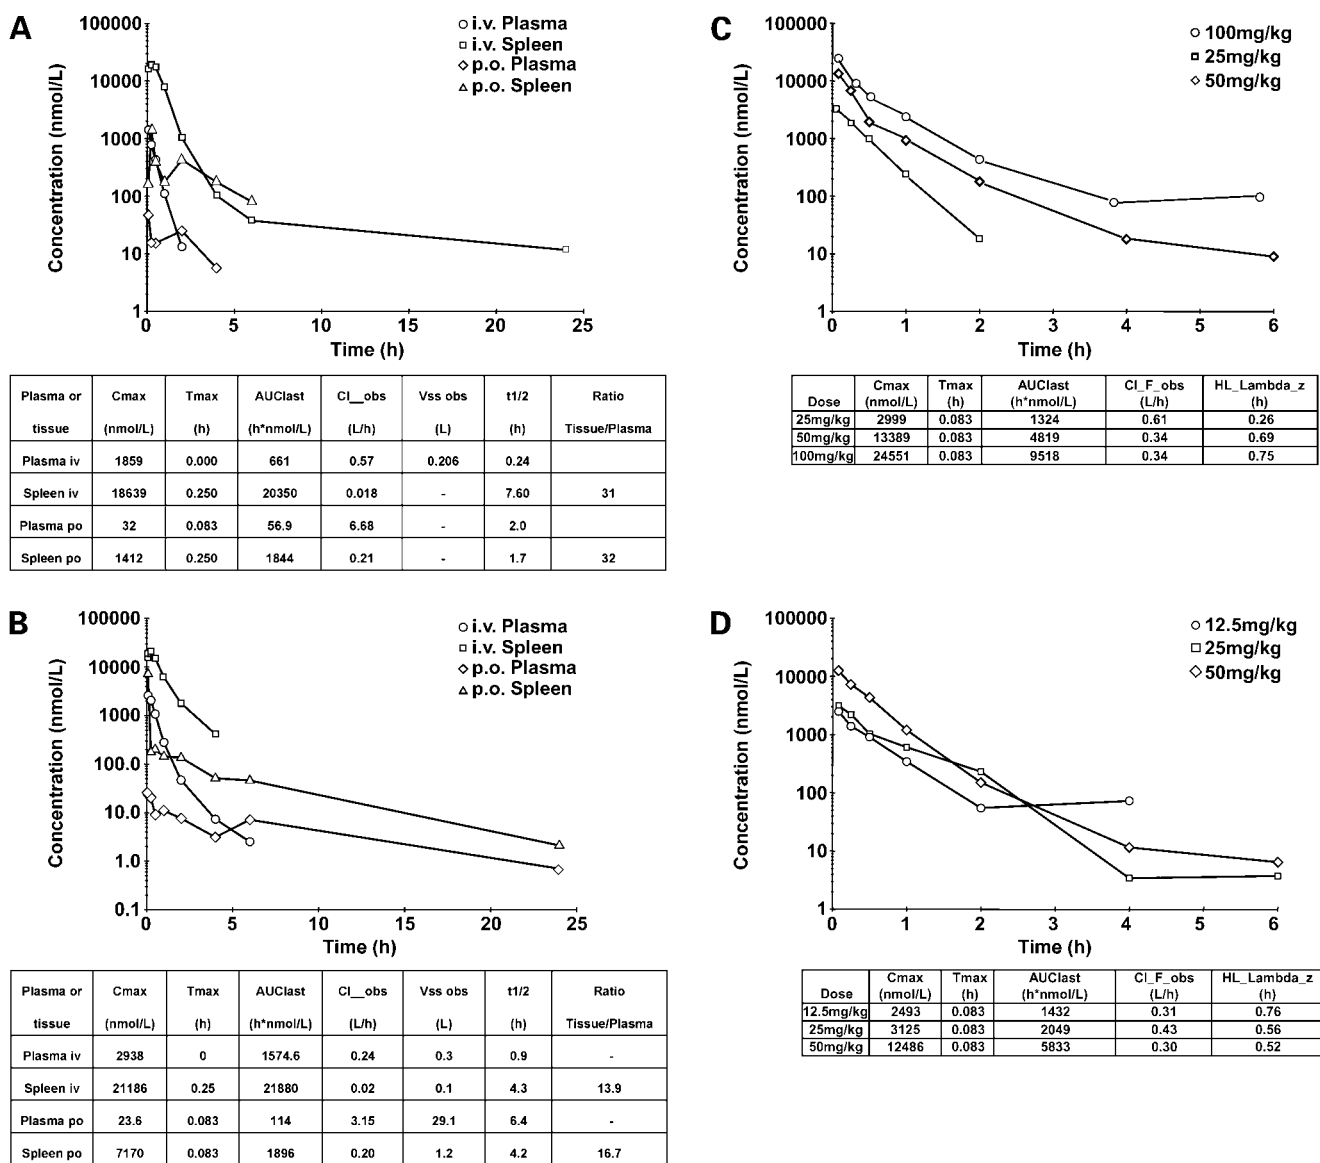 A
100000
10000
1000
100
10
1
Concentration (nmol/L)
0 5 10 15 20 25
Time (h)
i.v. Plasma
i.v. Spleen
p.o. Plasma
p.o. Spleen
Plasma or tissue Cmax (nmol/L) Tmax (h) AUClast (h*nmol/L) Cl__obs (L/h) Vss obs (L) t1/2 (h) Ratio Tissue/Plasma
Plasma iv 1859 0.000 661 0.57 0.206 0.24
Spleen iv 18639 0.250 20350 0.018 - 7.60 31
Plasma po 32 0.083 56.9 6.68 - 2.0
Spleen po 1412 0.250 1844 0.21 - 1.7 32
B
100000
10000
1000
100.0
10.0
1.0
0.1
Concentration (nmol/L)
0 5 10 15 20 25
Time (h)
i.v. Plasma
i.v. Spleen
p.o. Plasma
p.o. Spleen
Plasma or tissue Cmax (nmol/L) Tmax (h) AUClast (h*nmol/L) Cl__obs (L/h) Vss obs (L) t1/2 (h) Ratio Tissue/Plasma
Plasma iv 2938 0 1574.6 0.24 0.3 0.9 -
Spleen iv 21186 0.25 21880 0.02 0.1 4.3 13.9
Plasma po 23.6 0.083 114 3.15 29.1 6.4 -
Spleen po 7170 0.083 1896 0.20 1.2 4.2 16.7
C
100000
10000
1000
100
10
1
Concentration (nmol/L)
0 1 2 3 4 5 6
Time (h)
100mg/kg
25mg/kg
50mg/kg
Dose Cmax (nmol/L) Tmax (h) AUClast (h*nmol/L) Cl_F_obs (L/h) HL_Lambda_z (h)
25mg/kg 2999 0.083 1324 0.61 0.26
50mg/kg 13389 0.083 4819 0.34 0.69
100mg/kg 24551 0.083 9518 0.34 0.75
D
100000
10000
1000
100
10
1
Concentration (nmol/L)
0 1 2 3 4 5 6
Time (h)
12.5mg/kg
25mg/kg
50mg/kg
Dose Cmax (nmol/L) Tmax (h) AUClast (h*nmol/L) Cl_F_obs (L/h) HL_Lambda_z (h)
12.5mg/kg 2493 0.083 1432 0.31 0.76
25mg/kg 3125 0.083 2049 0.43 0.56
50mg/kg 12486 0.083 5833 0.30 0.52